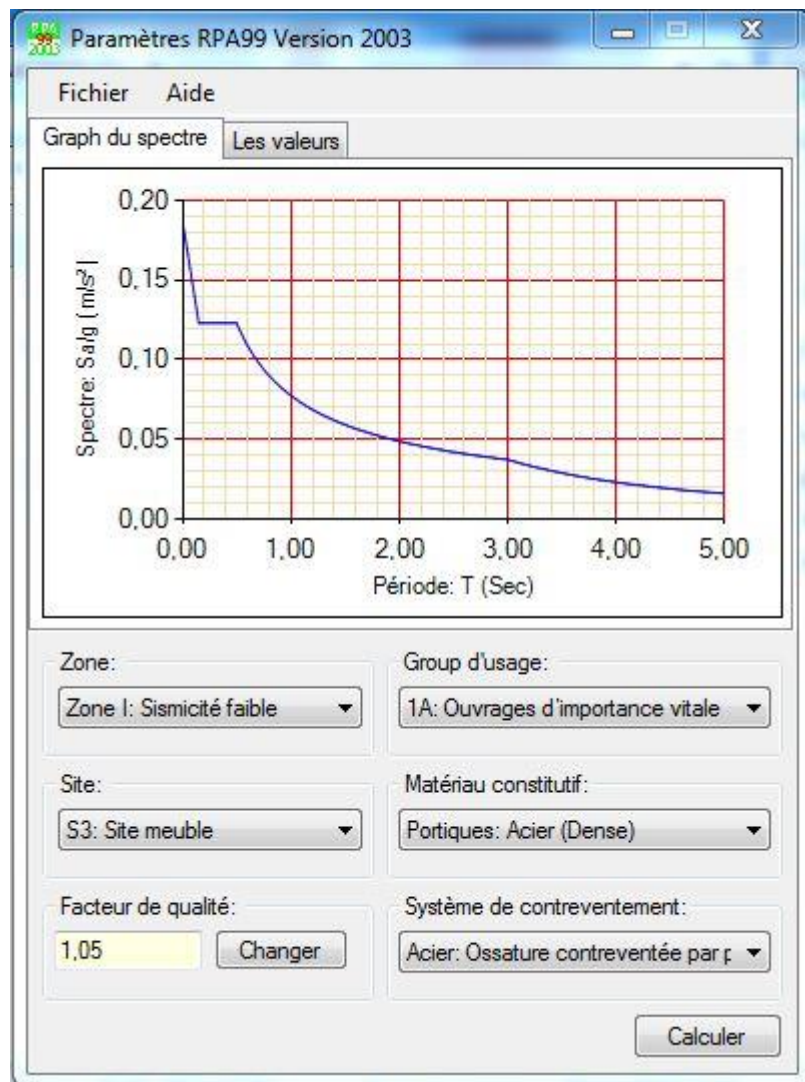 RPA 99 2003
Paramètres RPA99 Version 2003
Fichier Aide
Graph du spectre Les valeurs
Spectre: Sa/g [ m/s² ]
0,20
0,15
0,10
0,05
0,00
0,00 1,00 2,00 3,00 4,00 5,00
Période: T (Sec)
Zone: Group d'usage:
Zone I: Sismicité faible 1A: Ouvrages d'importance vitale
Site: Matériau constitutif:
S3: Site meuble Portiques: Acier (Dense)
Facteur de qualité: Système de contreventement:
1,05 Changer Acier: Ossature contreventée par p
Calculer